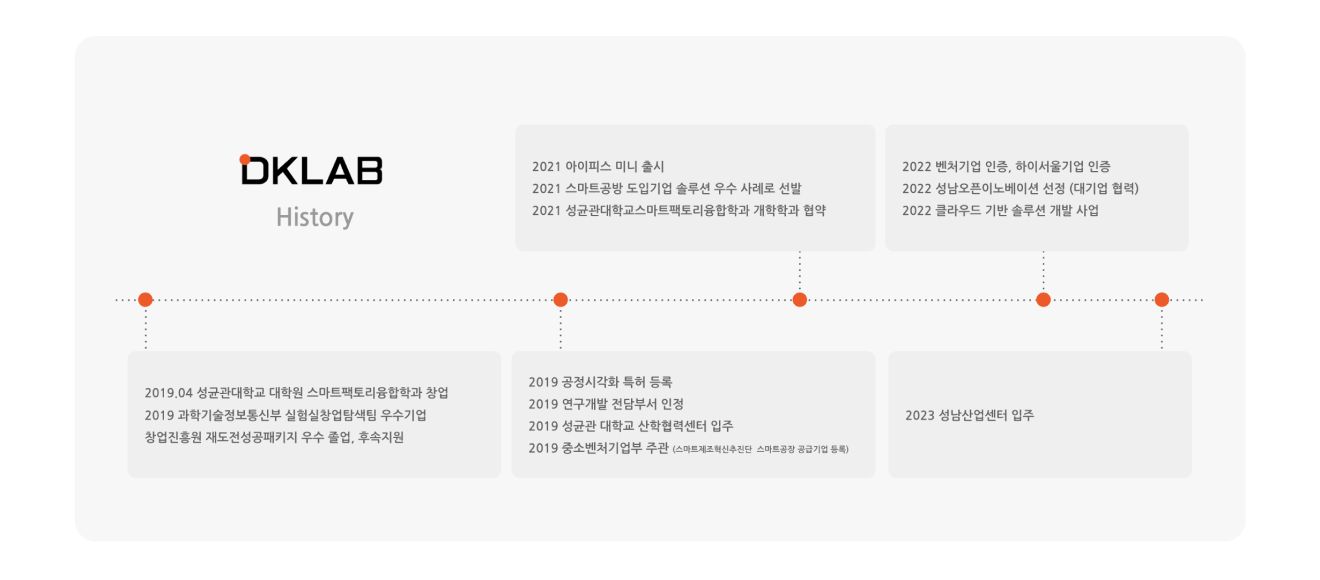 DKLAB
History
2021 아이피스 미니 출시
2021 스마트공방 도입기업 솔루션 우수 사례로 선발
2021 성균관대학교스마트팩토리융합학과 개학학과 협약
2022 벤처기업 인증, 하이서울기업 인증
2022 성남오픈이노베이션 선정 (대기업 협력)
2022 클라우드 기반 솔루션 개발 사업
2019.04 성균관대학교 대학원 스마트팩토리융합학과 창업
2019 과학기술정보통신부 실험실창업탐색팀 우수기업
창업진흥원 재도전성공패키지 우수 졸업, 후속지원
2019 공정시각화 특허 등록
2019 연구개발 전담부서 인정
2019 성균관 대학교 산학협력센터 입주
2019 중소벤처기업부 주관 (스마트제조혁신추진단 스마트공장 공급기업 등록)
2023 성남산업센터 입주